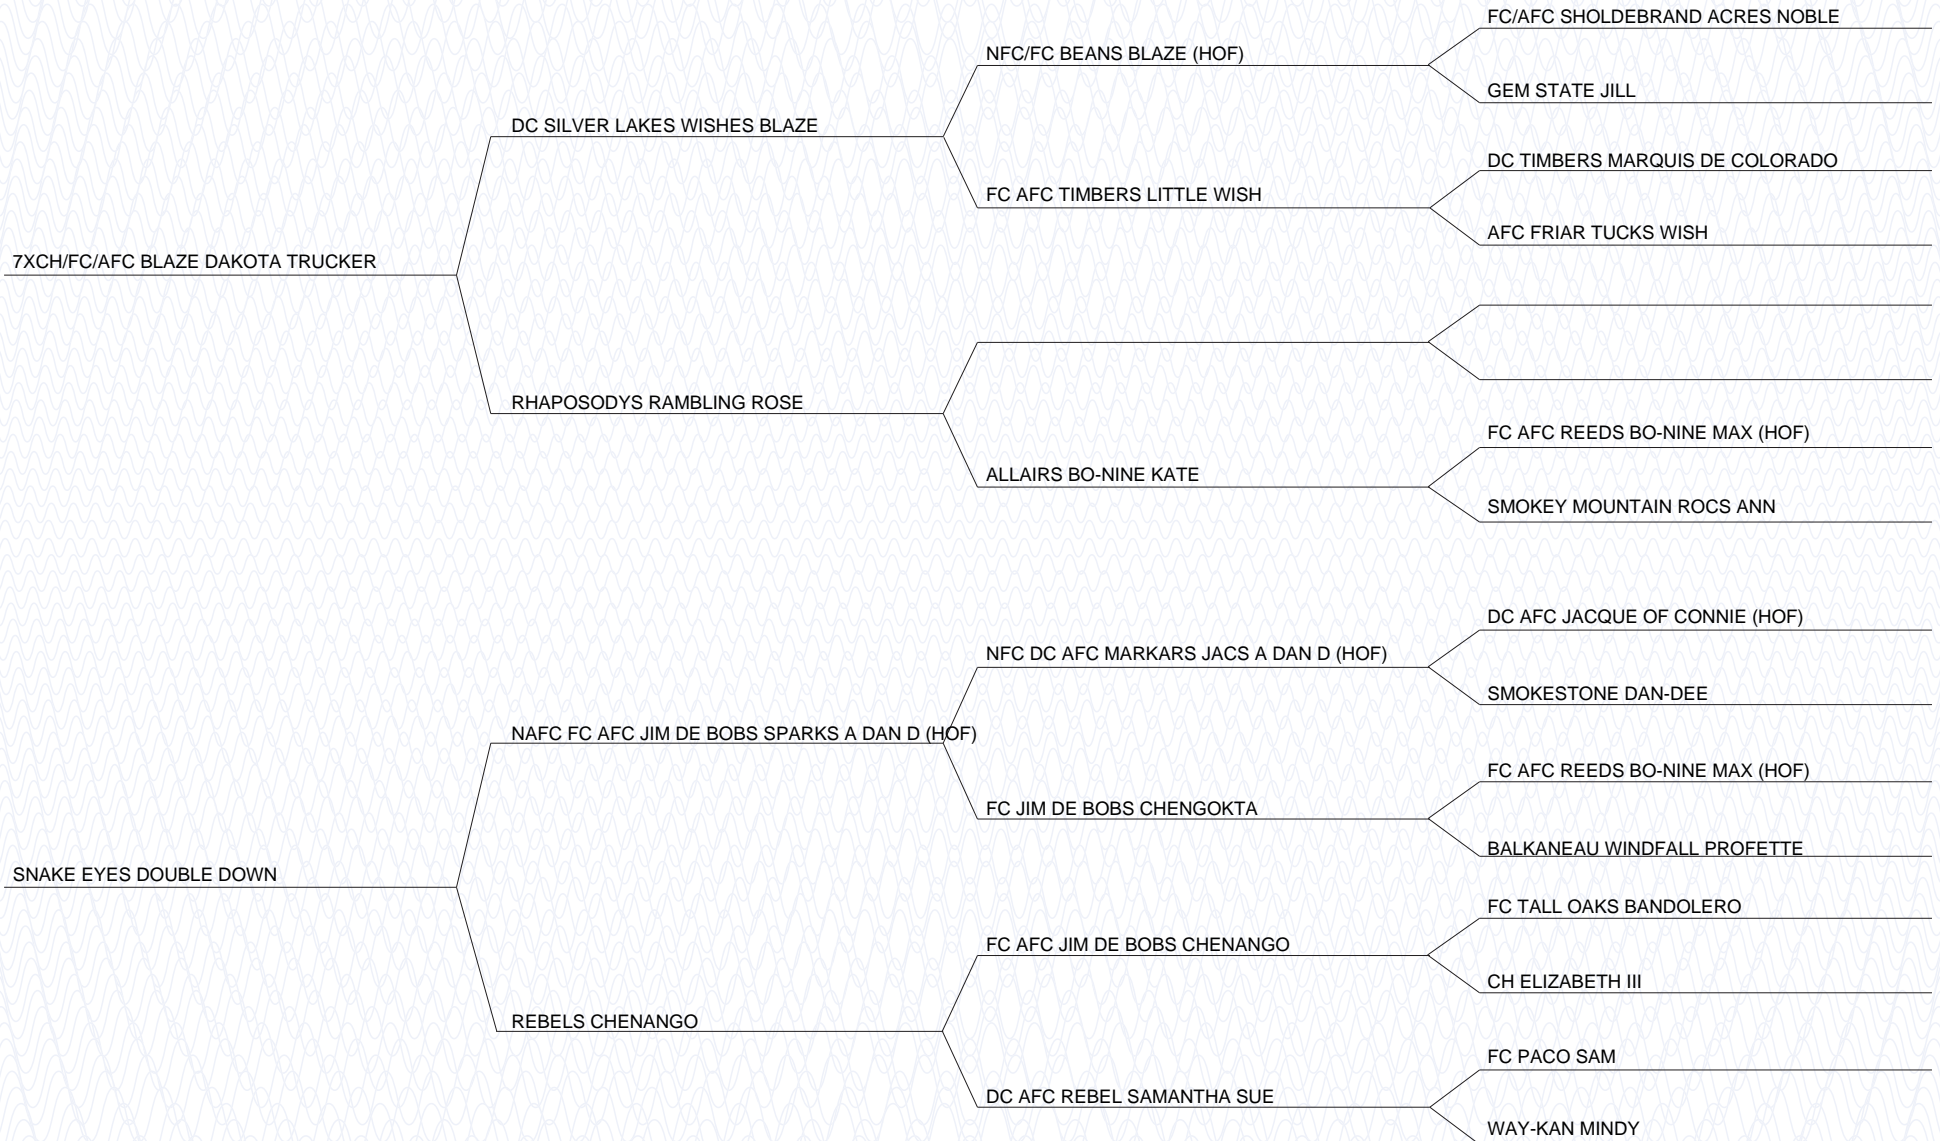 FC/AFC SHOLDEBRAND ACRES NOBLE
NFC/FC BEANS BLAZE (HOF)
GEM STATE JILL
DC SILVER LAKES WISHES BLAZE
DC TIMBERS MARQUIS DE COLORADO
FC AFC TIMBERS LITTLE WISH
AFC FRIAR TUCKS WISH
7XCH/FC/AFC BLAZE DAKOTA TRUCKER
RHAPOSODYS RAMBLING ROSE
FC AFC REEDS BO-NINE MAX (HOF)
ALLAIRS BO-NINE KATE
SMOKEY MOUNTAIN ROCS ANN
DC AFC JACQUE OF CONNIE (HOF)
NFC DC AFC MARKARS JACS A DAN D (HOF)
SMOKESTONE DAN-DEE
NAFC FC AFC JIM DE BOBS SPARKS A DAN D (HOF)
FC AFC REEDS BO-NINE MAX (HOF)
FC JIM DE BOBS CHENGOKTA
BALKANEAU WINDFALL PROFETTE
SNAKE EYES DOUBLE DOWN
FC TALL OAKS BANDOLERO
FC AFC JIM DE BOBS CHENANGO
CH ELIZABETH III
REBELS CHENANGO
FC PACO SAM
DC AFC REBEL SAMANTHA SUE
WAY-KAN MINDY